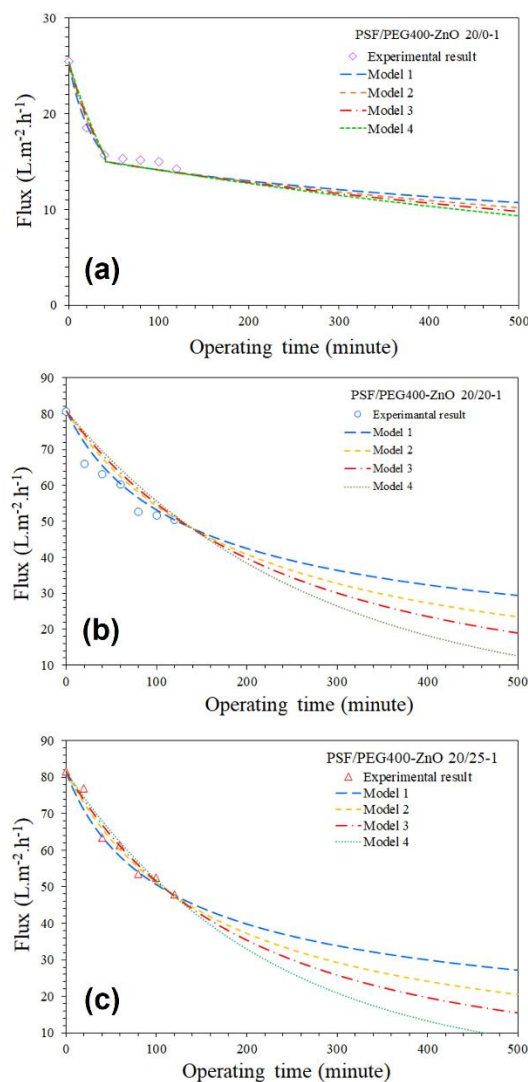 (a)
PSF/PEG400-ZnO 20/0-1
Experimental result
Model 1
Model 2
Model 3
Model 4
Flux (L.m⁻².h⁻¹)
30
20
10
0
0 100 200 300 400 500
Operating time (minute)
(b)
PSF/PEG400-ZnO 20/20-1
Experimantal result
Model 1
Model 2
Model 3
Model 4
Flux (L.m⁻².h⁻¹)
90
80
70
60
50
40
30
20
10
0 100 200 300 400 500
Operating time (minute)
(c)
PSF/PEG400-ZnO 20/25-1
Experimental result
Model 1
Model 2
Model 3
Model 4
Flux (L.m⁻².h⁻¹)
90
80
70
60
50
40
30
20
10
0 100 200 300 400 500
Operating time (minute)